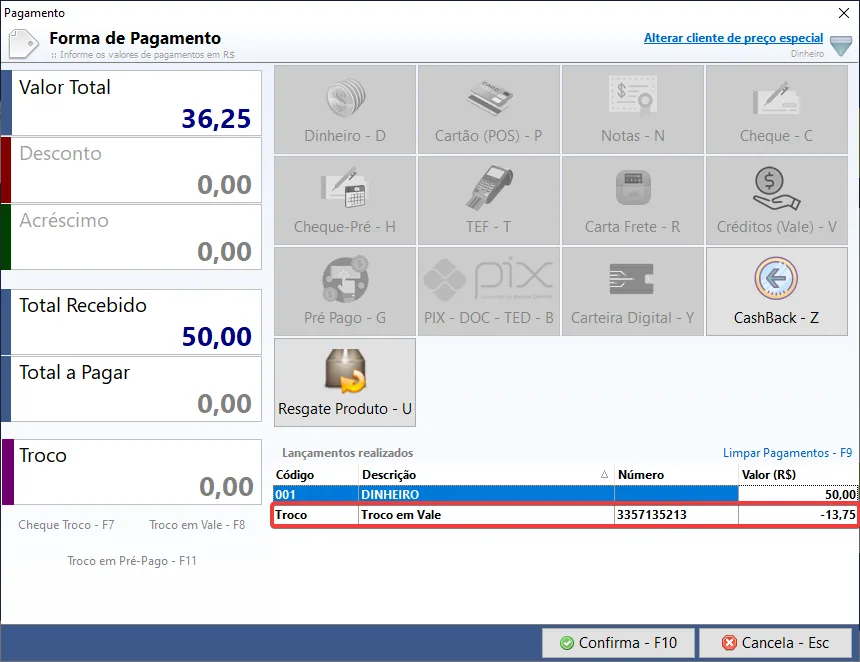 Pagamento
Forma de Pagamento
:: Informe os valores de pagamentos em R$
Alterar cliente de preço especial
Dinheiro
Valor Total
36,25
Desconto
0,00
Acréscimo
0,00
Total Recebido
50,00
Total a Pagar
0,00
Troco
0,00
Cheque Troco - F7
Troco em Vale - F8
Troco em Pré-Pago - F11
Dinheiro - D
Cartão (POS) - P
Notas - N
Cheque - C
Cheque-Pré - H
TEF - T
Carta Frete - R
Créditos (Vale) - V
pix
Pré Pago - G
PIX - DOC - TED - B
Carteira Digital - Y
CashBack - Z
Resgate Produto - U
Lançamentos realizados
Limpar Pagamentos - F9
Código Descrição Número Valor (R$)
001 DINHEIRO 50,00
Troco Troco em Vale 3357135213 -13,75
Confirma - F10
Cancela - Esc